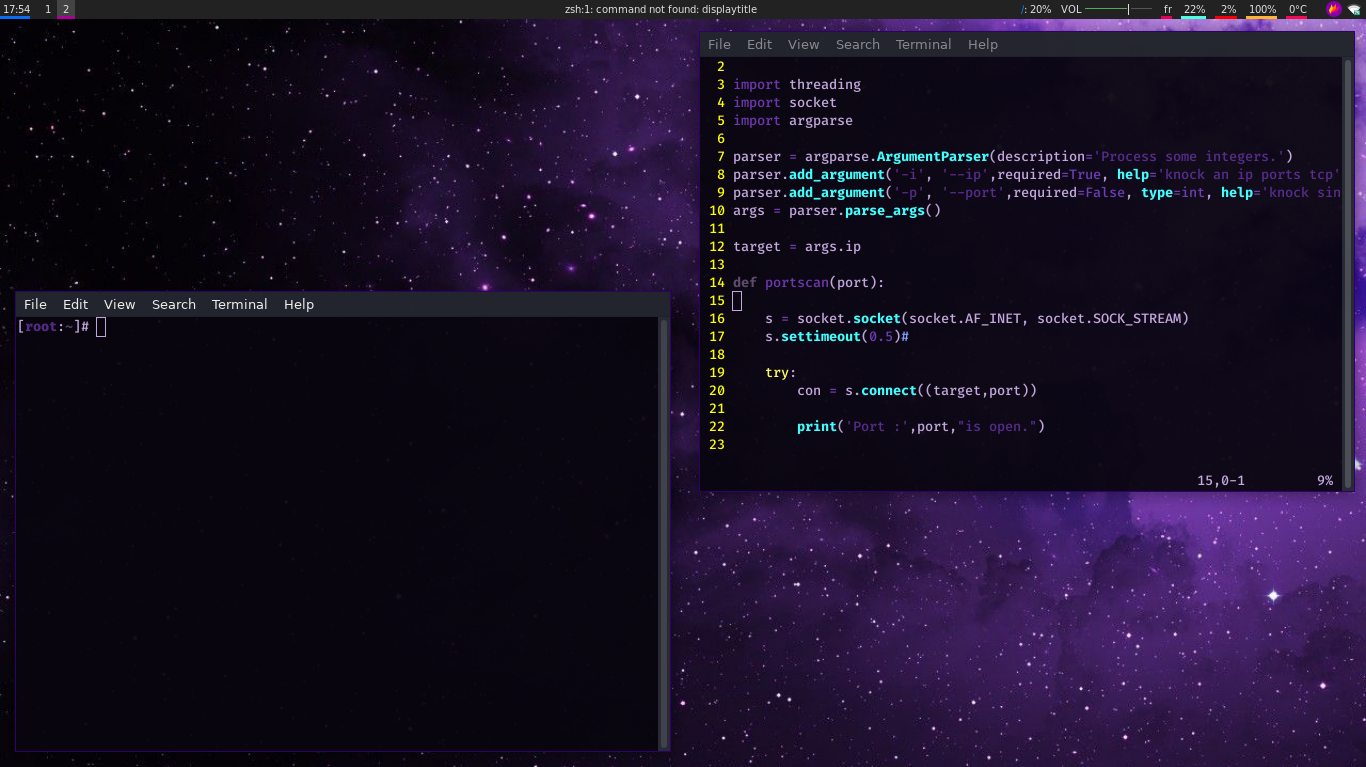 17:54 1 2 zsh:1: command not found: displaytitle /: 20% VOL fr 22% 2% 100% 0°C
File Edit View Search Terminal Help
2
3 import threading
4 import socket
5 import argparse
6
7 parser = argparse.ArgumentParser(description='Process some integers.')
8 parser.add_argument('-i', '--ip',required=True, help='knock an ip ports tcp'
9 parser.add_argument('-p', '--port',required=False, type=int, help='knock sin
10 args = parser.parse_args()
11
12 target = args.ip
13
14 def portscan(port):
15
16     s = socket.socket(socket.AF_INET, socket.SOCK_STREAM)
17     s.settimeout(0.5)#
18
19     try:
20         con = s.connect((target,port))
21
22         print('Port :',port,"is open.")
23
15,0-1 9%
File Edit View Search Terminal Help
[root:~]#